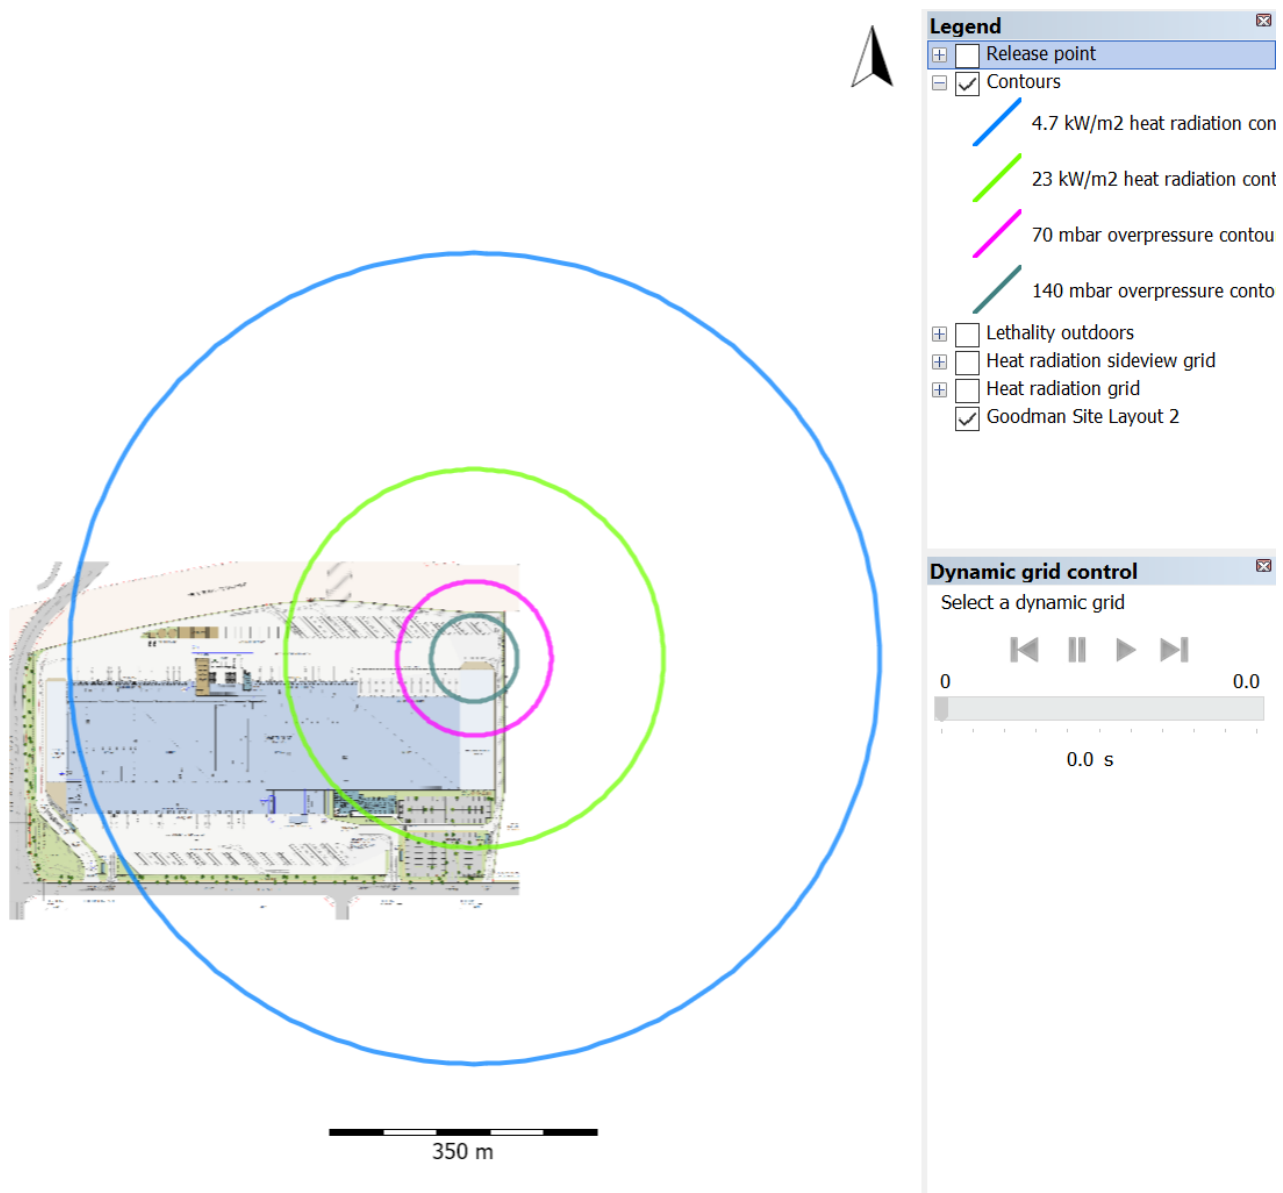 Legend
Release point
Contours
4.7 kW/m2 heat radiation con
23 kW/m2 heat radiation cont
70 mbar overpressure contou
140 mbar overpressure conto
Lethality outdoors
Heat radiation sideview grid
Heat radiation grid
Goodman Site Layout 2
Dynamic grid control
Select a dynamic grid
0 0.0
0.0 s
350 m